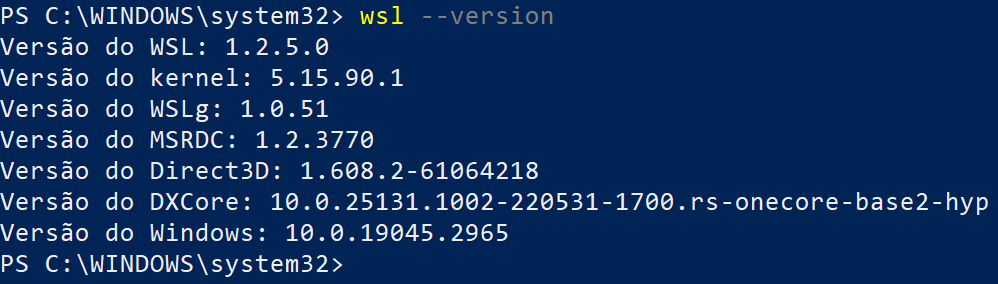 PS C:\WINDOWS\system32> wsl --version
Versão do WSL: 1.2.5.0
Versão do kernel: 5.15.90.1
Versão do WSLg: 1.0.51
Versão do MSRDC: 1.2.3770
Versão do Direct3D: 1.608.2-61064218
Versão do DXCore: 10.0.25131.1002-220531-1700.rs-onecore-base2-hyp
Versão do Windows: 10.0.19045.2965
PS C:\WINDOWS\system32>